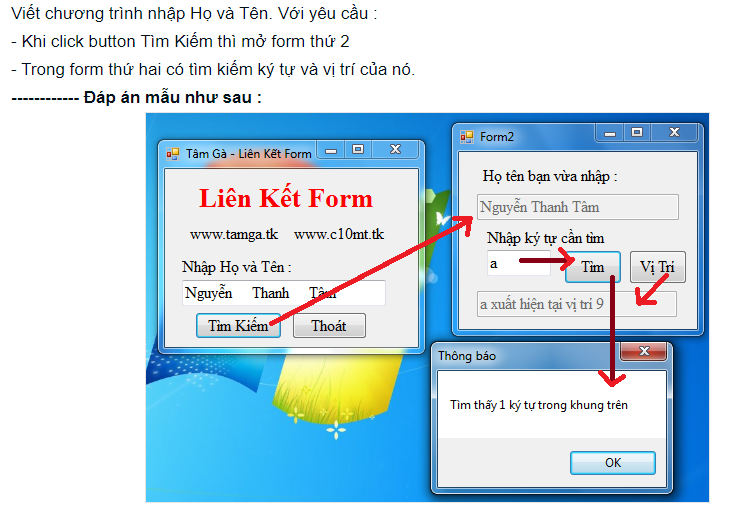 Viết chương trình nhập Họ và Tên. Với yêu cầu :
- Khi click button Tìm Kiếm thì mở form thứ 2
- Trong form thứ hai có tìm kiếm ký tự và vị trí của nó.
------------ Đáp án mẫu như sau :
Tâm Gà - Liên Kết Form
Liên Kết Form
www.tamga.tk www.c10mt.tk
Nhập Họ và Tên :
Nguyễn Thanh Tâm
Tìm Kiếm Thoát
Form2
Họ tên bạn vừa nhập :
Nguyễn Thanh Tâm
Nhập ký tự cần tìm
a Tìm Vị Trí
a xuất hiện tại vị trí 9
Thông báo
Tìm thấy 1 ký tự trong khung trên
OK